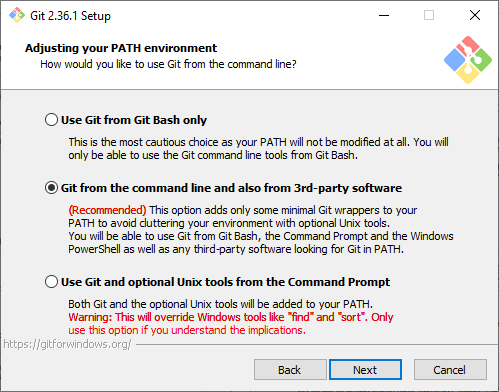 Git 2.36.1 Setup
Adjusting your PATH environment
How would you like to use Git from the command line?
Use Git from Git Bash only
This is the most cautious choice as your PATH will not be modified at all. You will
only be able to use the Git command line tools from Git Bash.
Git from the command line and also from 3rd-party software
(Recommended) This option adds only some minimal Git wrappers to your
PATH to avoid cluttering your environment with optional Unix tools.
You will be able to use Git from Git Bash, the Command Prompt and the Windows
PowerShell as well as any third-party software looking for Git in PATH.
Use Git and optional Unix tools from the Command Prompt
Both Git and the optional Unix tools will be added to your PATH.
Warning: This will override Windows tools like "find" and "sort". Only
use this option if you understand the implications.
https://gitforwindows.org/
Back
Next
Cancel